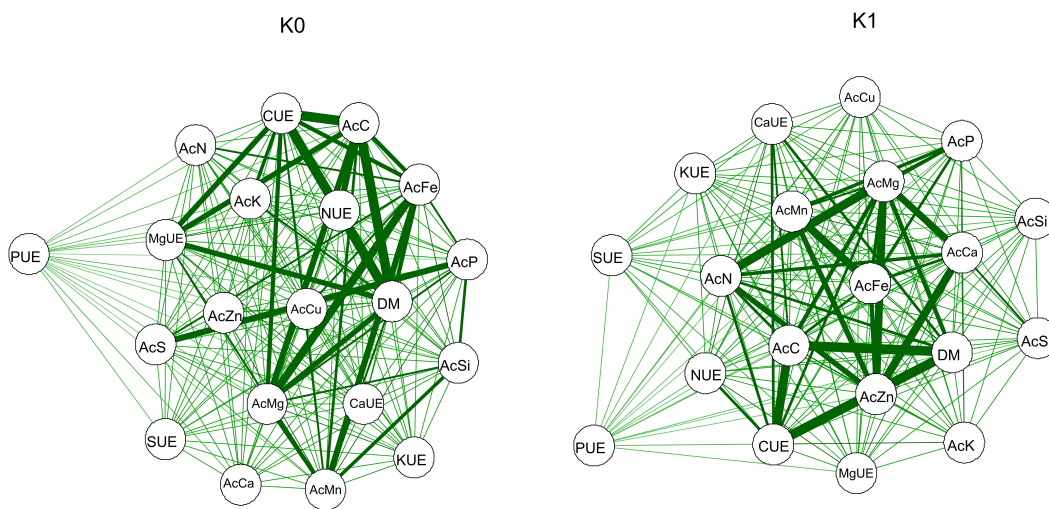 K0
CUE
AcC
AcN
AcFe
AcK
NUE
MgUE
PUE
AcP
DM
AcCu
AcZn
AcS
AcSi
AcMg
CaUE
SUE
KUE
AcCa
AcMn
K1
AcCu
CaUE
AcP
KUE
AcMg
AcMn
AcSi
SUE
AcCa
AcN
AcFe
AcS
AcC
DM
NUE
AcZn
PUE
CUE
AcK
MgUE